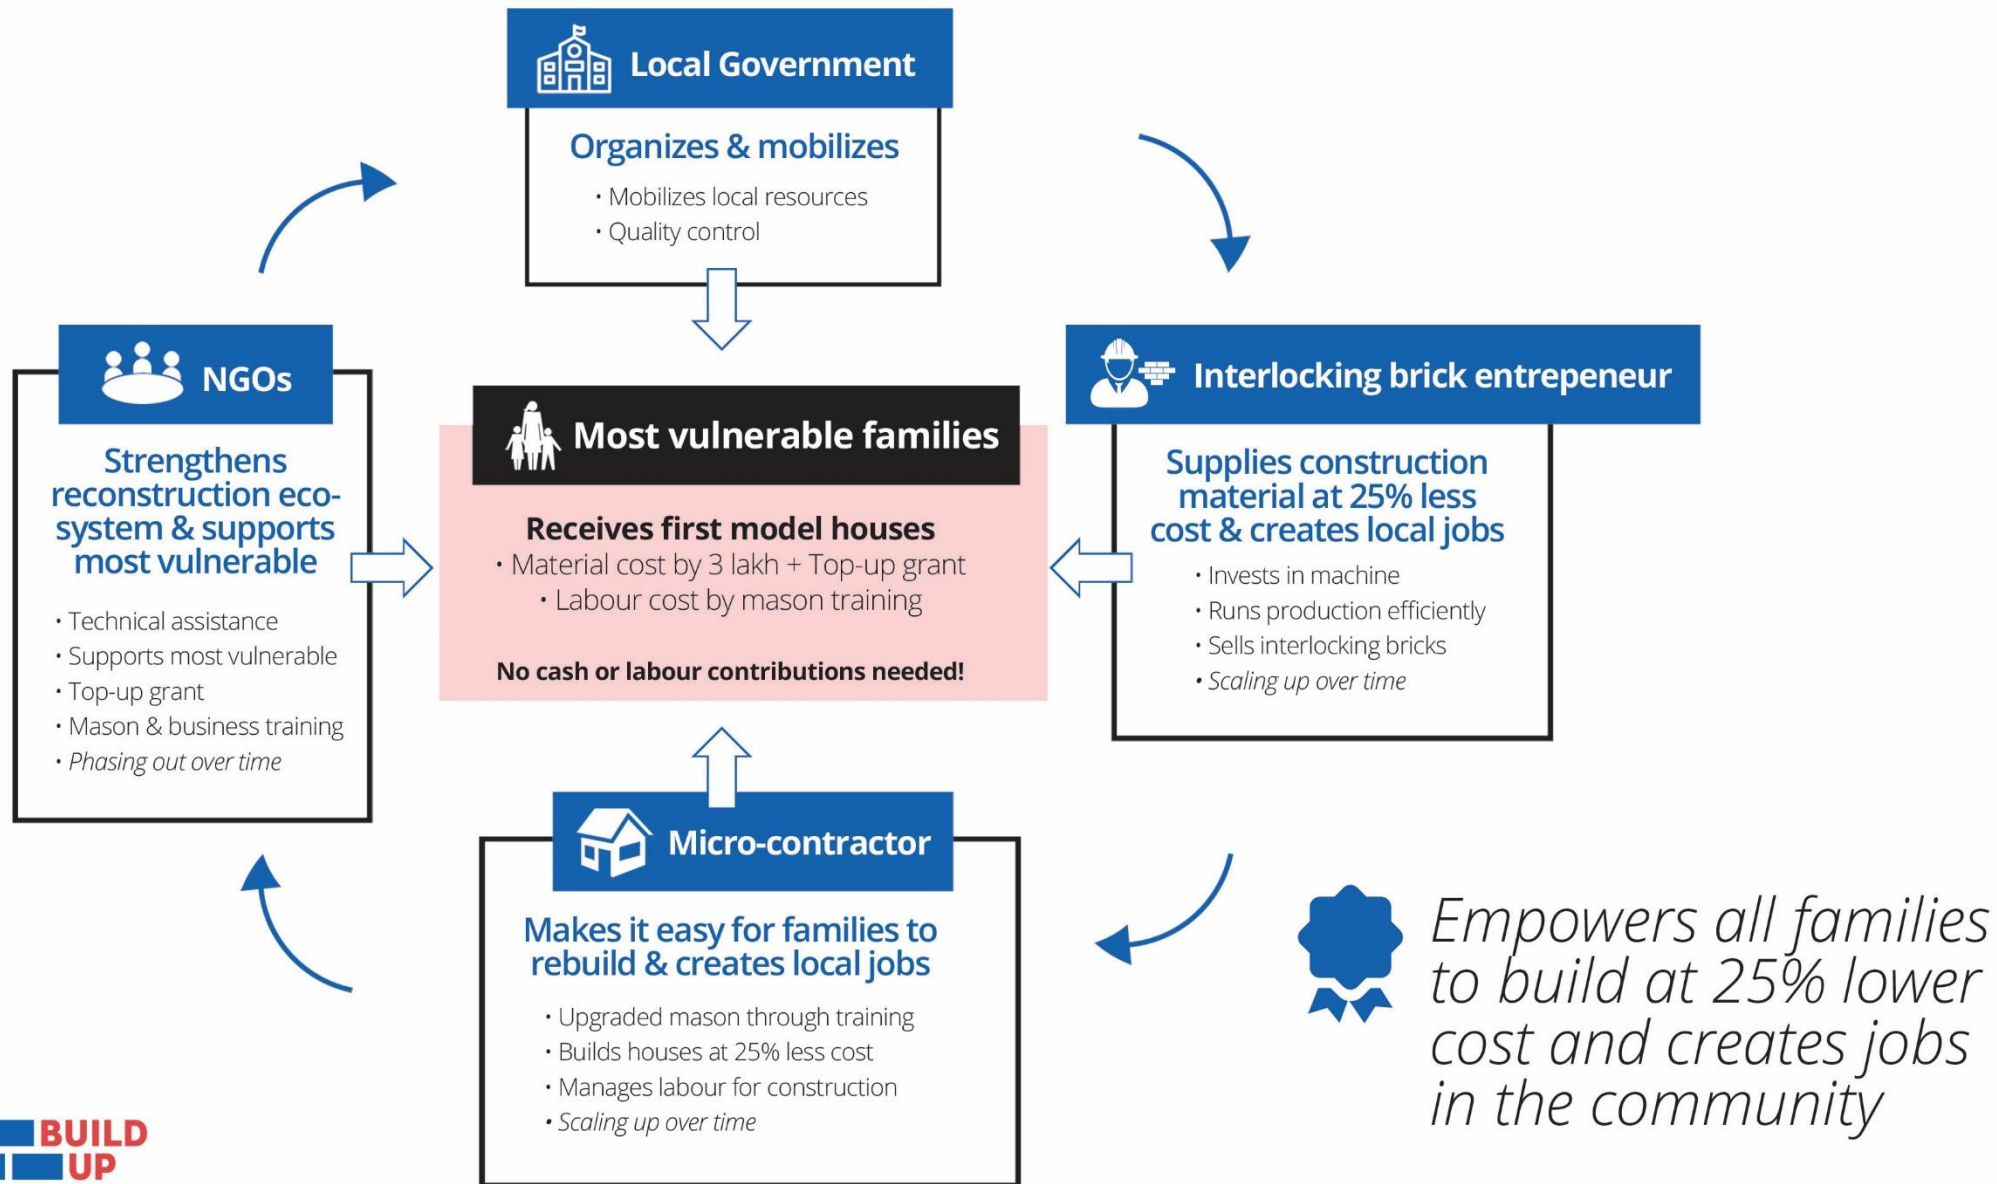 Local Government
Organizes & mobilizes
• Mobilizes local resources
• Quality control
NGOs
Strengthens
reconstruction eco-
system & supports
most vulnerable
• Technical assistance
• Supports most vulnerable
• Top-up grant
• Mason & business training
• Phasing out over time
Most vulnerable families
Receives first model houses
• Material cost by 3 lakh + Top-up grant
• Labour cost by mason training
No cash or labour contributions needed!
Interlocking brick entrepeneur
Supplies construction
material at 25% less
cost & creates local jobs
• Invests in machine
• Runs production efficiently
• Sells interlocking bricks
• Scaling up over time
Micro-contractor
Makes it easy for families to
rebuild & creates local jobs
• Upgraded mason through training
• Builds houses at 25% less cost
• Manages labour for construction
• Scaling up over time
Empowers all families
to build at 25% lower
cost and creates jobs
in the community
BUILD
UP